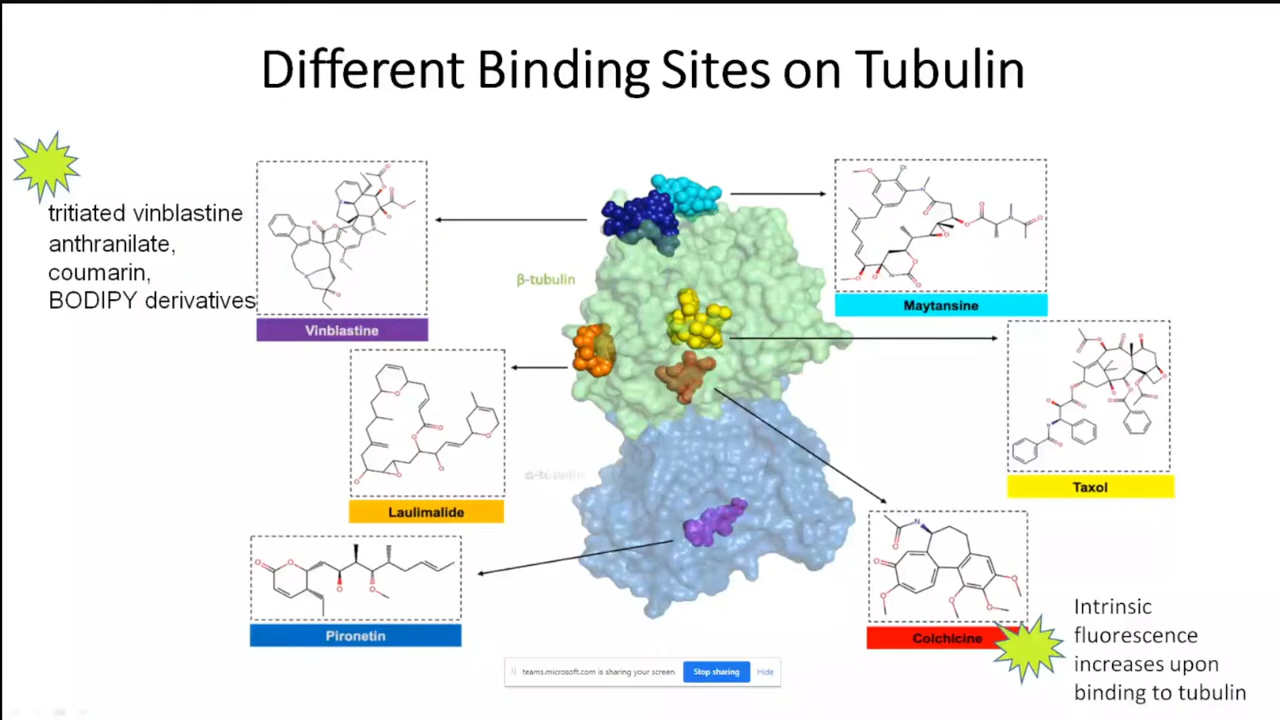 Different Binding Sites on Tubulin
tritiated vinblastine
anthranilate,
coumarin,
BODIPY derivatives
Vinblastine
β-tubulin
Maytansine
Laulimalide
α-tubulin
Taxol
Pironetin
Colchicine
Intrinsic
fluorescence
increases upon
binding to tubulin
teams.microsoft.com is sharing your screen.
Stop sharing
Hide